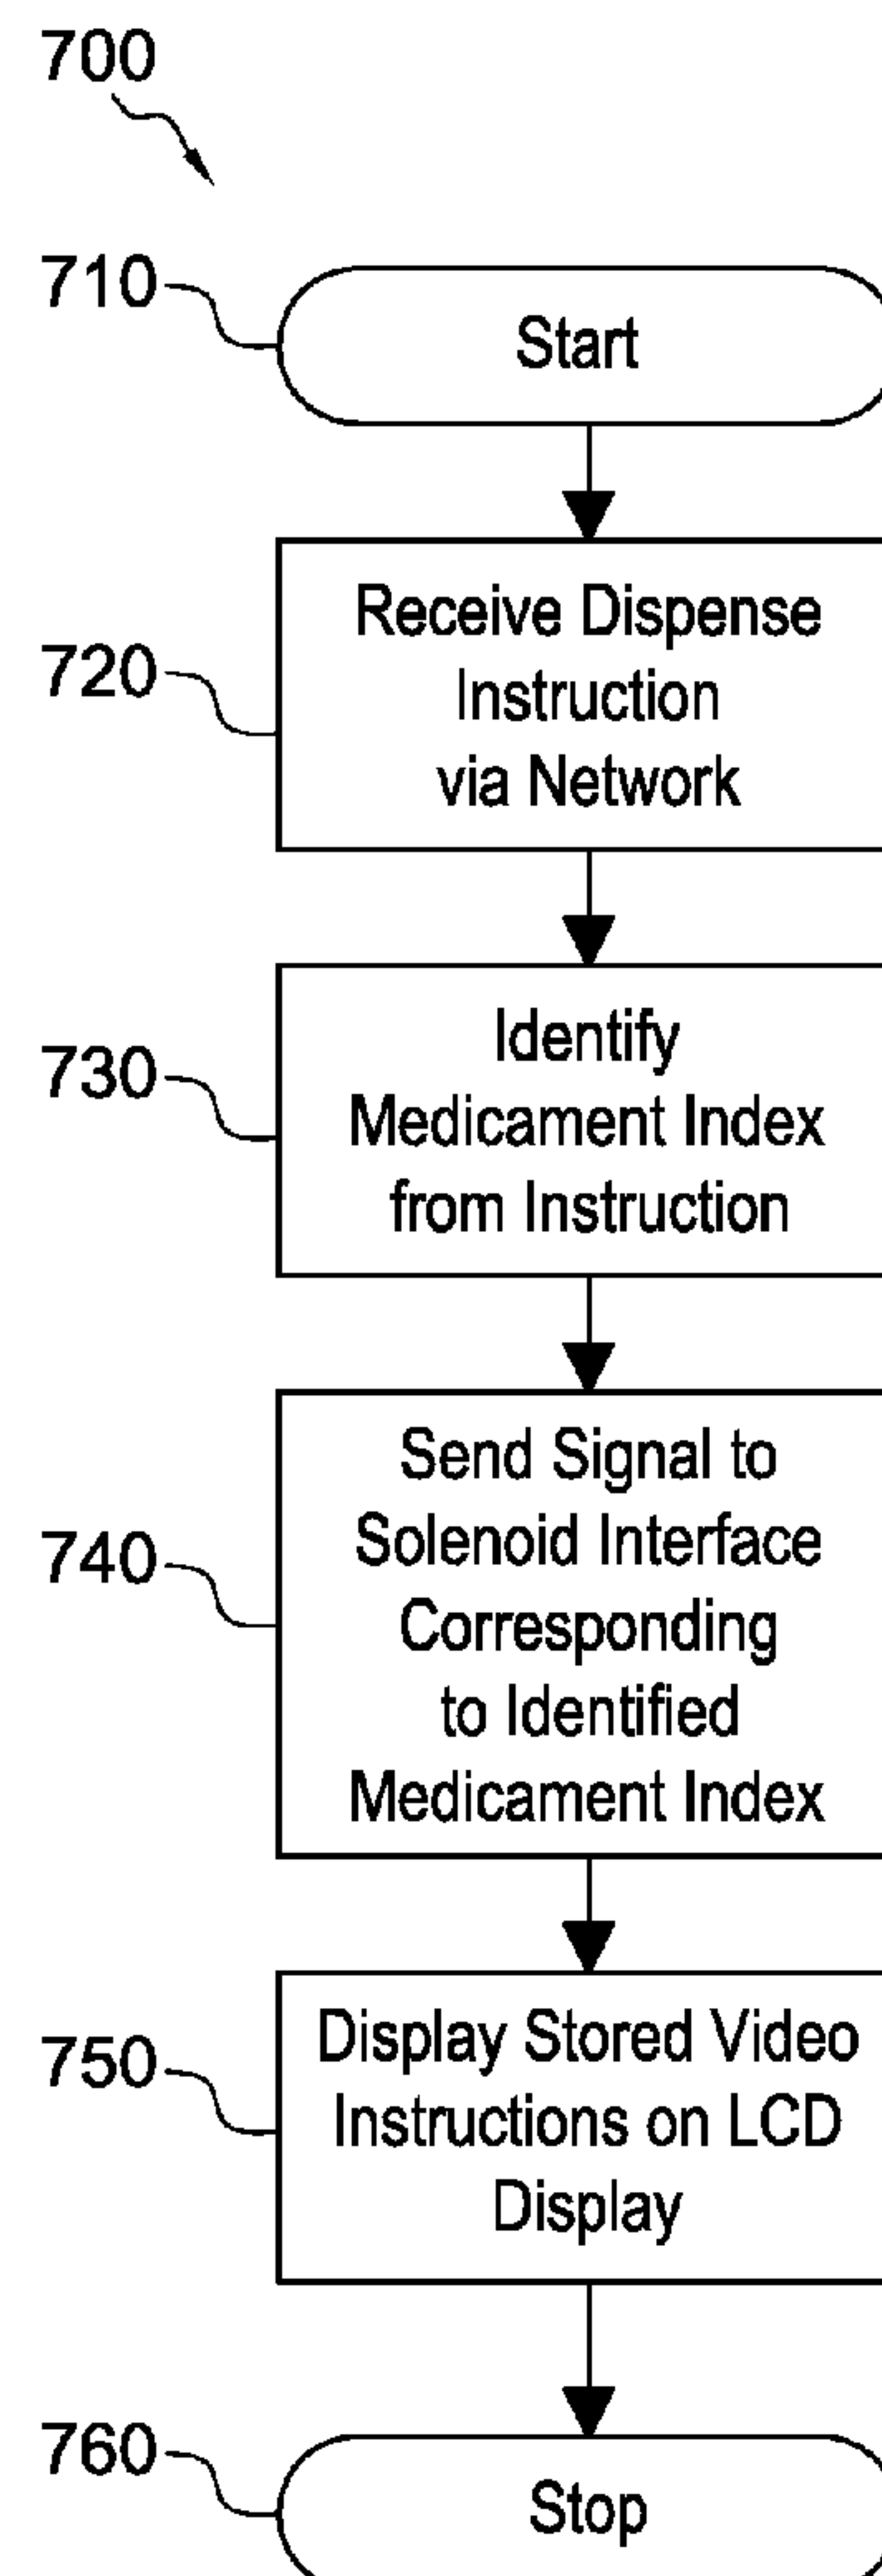 700
710
Start
720
Receive Dispense
Instruction
via Network
730
Identify
Medicament Index
from Instruction
740
Send Signal to
Solenoid Interface
Corresponding
to Identified
Medicament Index
750
Display Stored Video
Instructions on LCD
Display
760
Stop